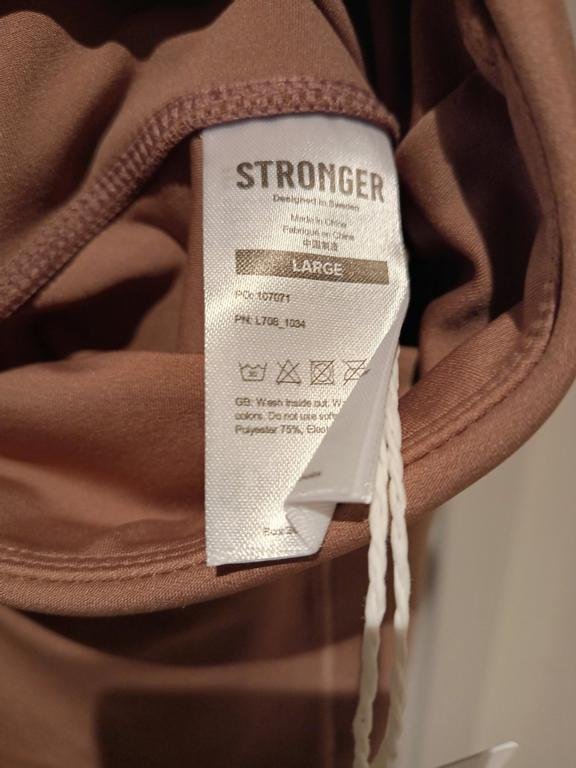 STRONGER
Designed in Sweden
Made in China
Fabriqué en Chine
中国制造
LARGE
PO: 107071
PN: L708_1034
GB: Wash inside out.
colors. Do not use
Polyester 75%,